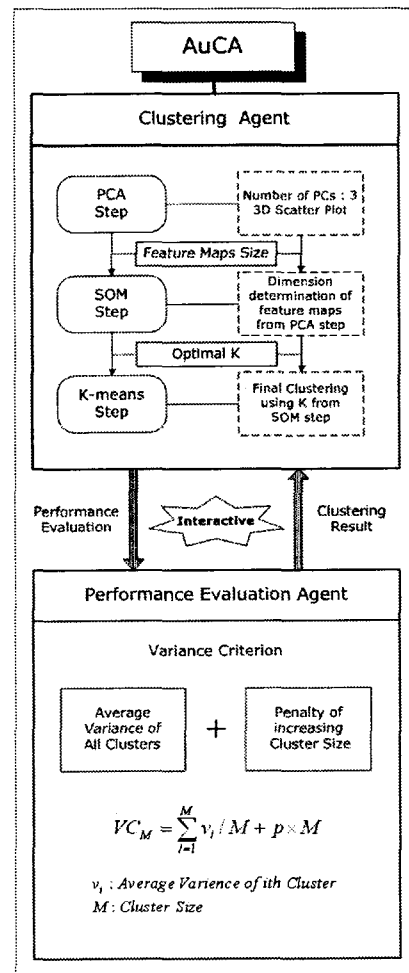 AuCA
Clustering Agent
PCA
Step
Number of PCs : 3
3D Scatter Plot
Feature Maps Size
SOM
Step
Dimension
determination of
feature maps
from PCA step
Optimal K
K-means
Step
Final Clustering
using K from
SOM step
Performance
Evaluation
Interactive
Clustering
Result
Performance Evaluation Agent
Variance Criterion
Average
Variance of
All Clusters
+
Penalty of
increasing
Cluster Size
VC_M = \sum_{i=1}^{M} v_i / M + p × M
v_i : Average Varience of ith Cluster
M : Cluster Size